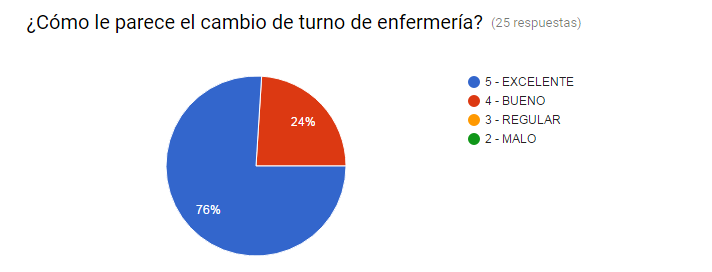 ¿Cómo le parece el cambio de turno de enfermería? (25 respuestas)
5 - EXCELENTE
4 - BUENO
3 - REGULAR
2 - MALO
24%
76%